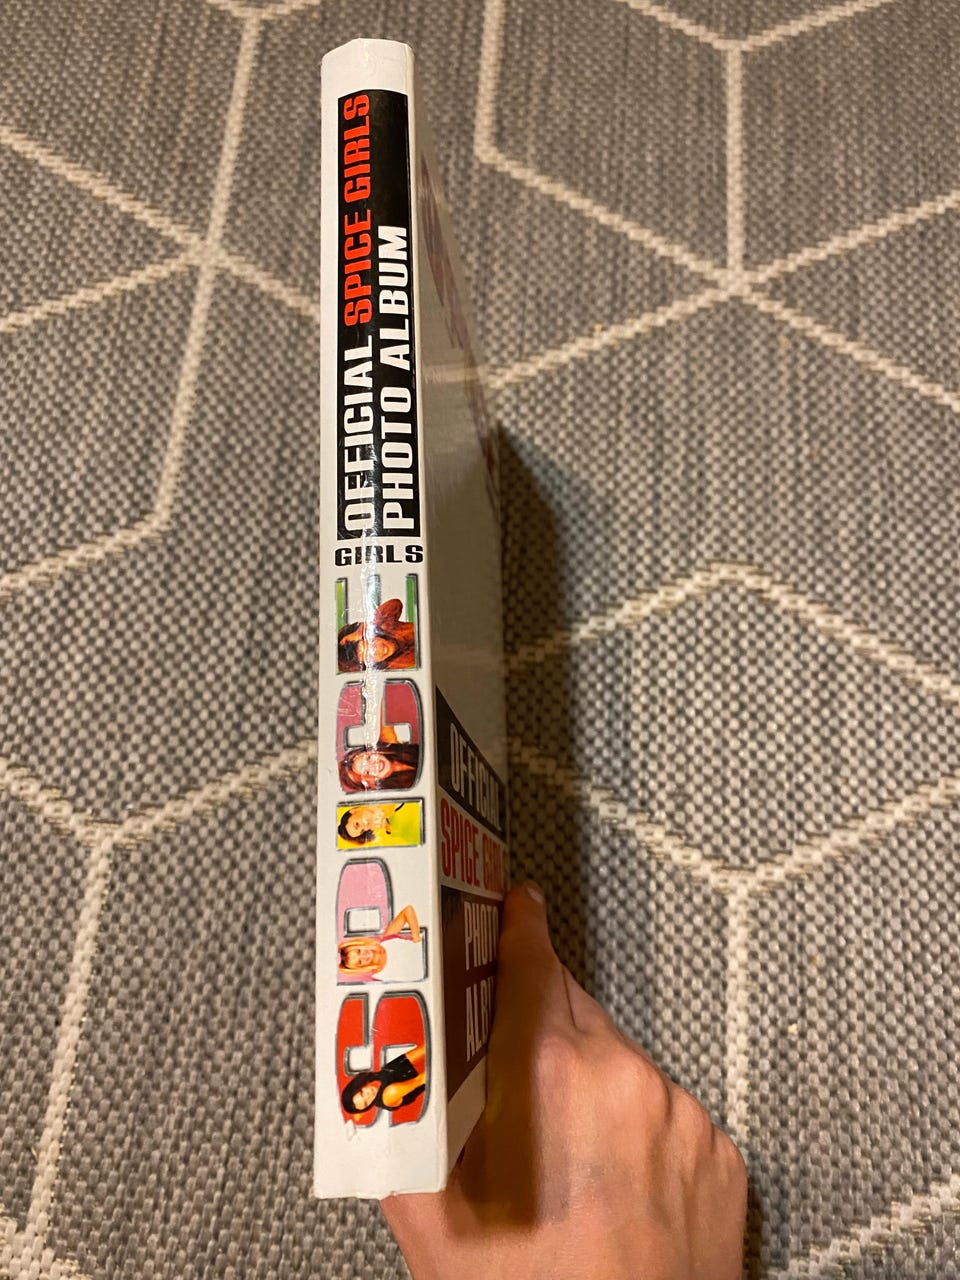 OFFICIAL SPICE GIRLS
PHOTO ALBUM
GIRLS
SPICE
OFFICIAL
SPICE GIRLS
PHOTO